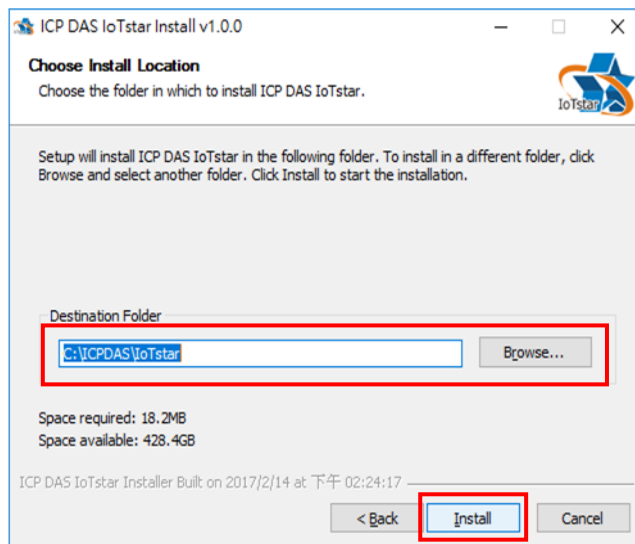 ICP DAS IoTstar Install v1.0.0
Choose Install Location
Choose the folder in which to install ICP DAS IoTstar.
IoTstar
Setup will install ICP DAS IoTstar in the following folder. To install in a different folder, click
Browse and select another folder. Click Install to start the installation.
Destination Folder
C:\ICPDAS\IoTstar
Browse...
Space required: 18.2MB
Space available: 428.4GB
ICP DAS IoTstar Installer Built on 2017/2/14 at 下午 02:24:17
< Back Install Cancel